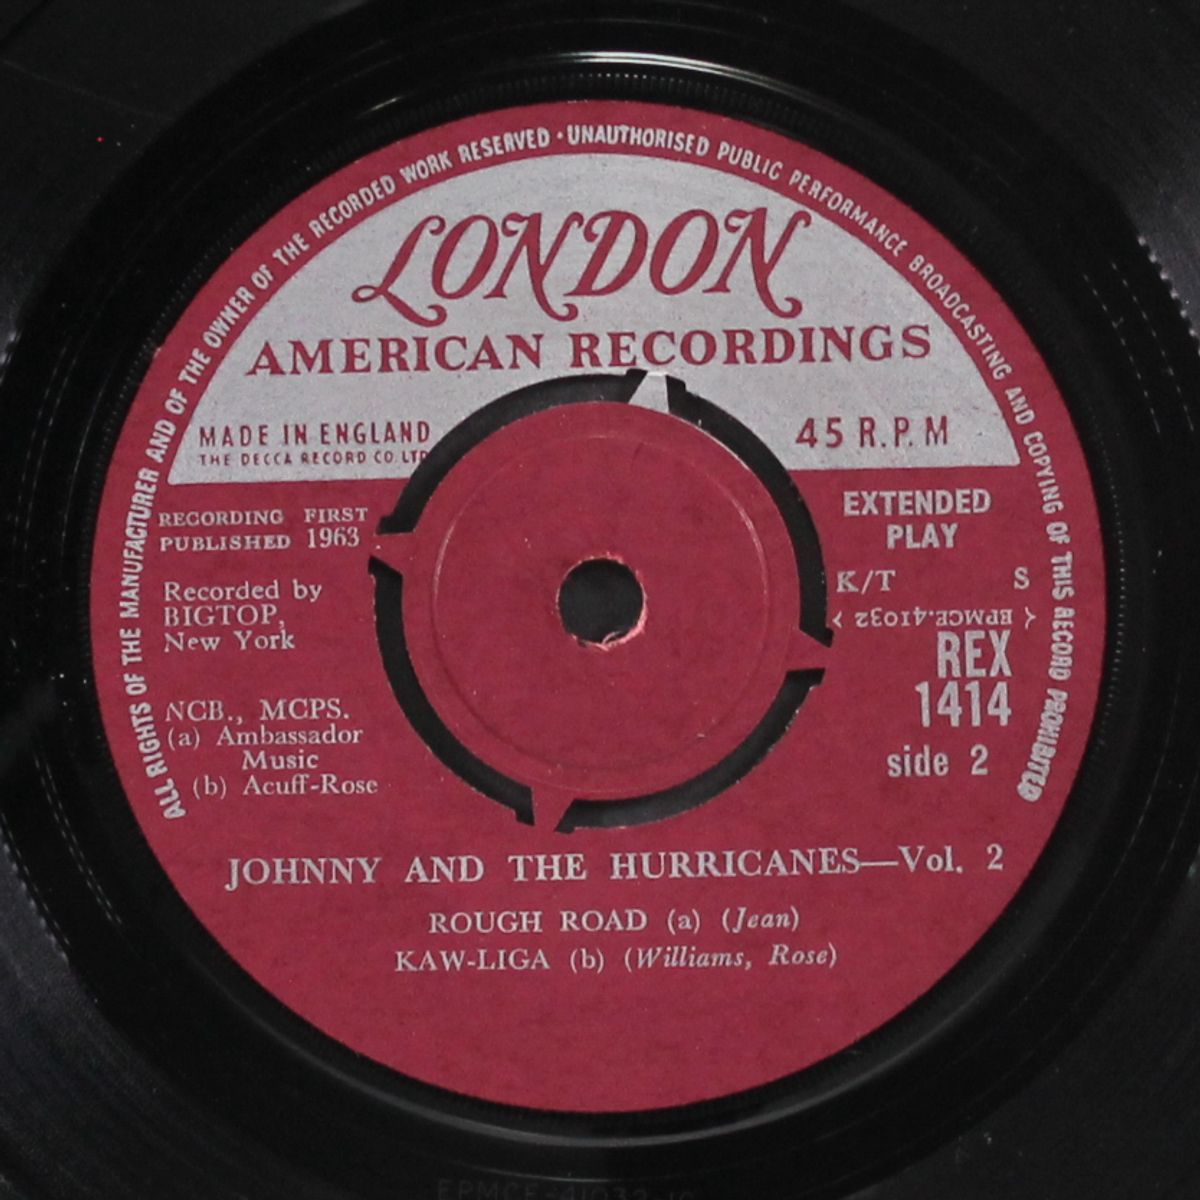 ALL RIGHTS OF THE MANUFACTURER AND OF THE OWNER OF THE RECORDED WORK RESERVED · UNAUTHORISED PUBLIC PERFORMANCE BROADCASTING AND COPYING OF THIS RECORD PROHIBITED
LONDON
AMERICAN RECORDINGS
MADE IN ENGLAND
THE DECCA RECORD CO. LTD
45 R.P.M
RECORDING FIRST
PUBLISHED 1963
Recorded by
BIGTOP,
New York
NCB., MCPS.
(a) Ambassador
Music
(b) Acuff-Rose
EXTENDED
PLAY
K/T S
< EPMCE.41032 >
REX
1414
side 2
JOHNNY AND THE HURRICANES—Vol. 2
ROUGH ROAD (a) (Jean)
KAW-LIGA (b) (Williams, Rose)